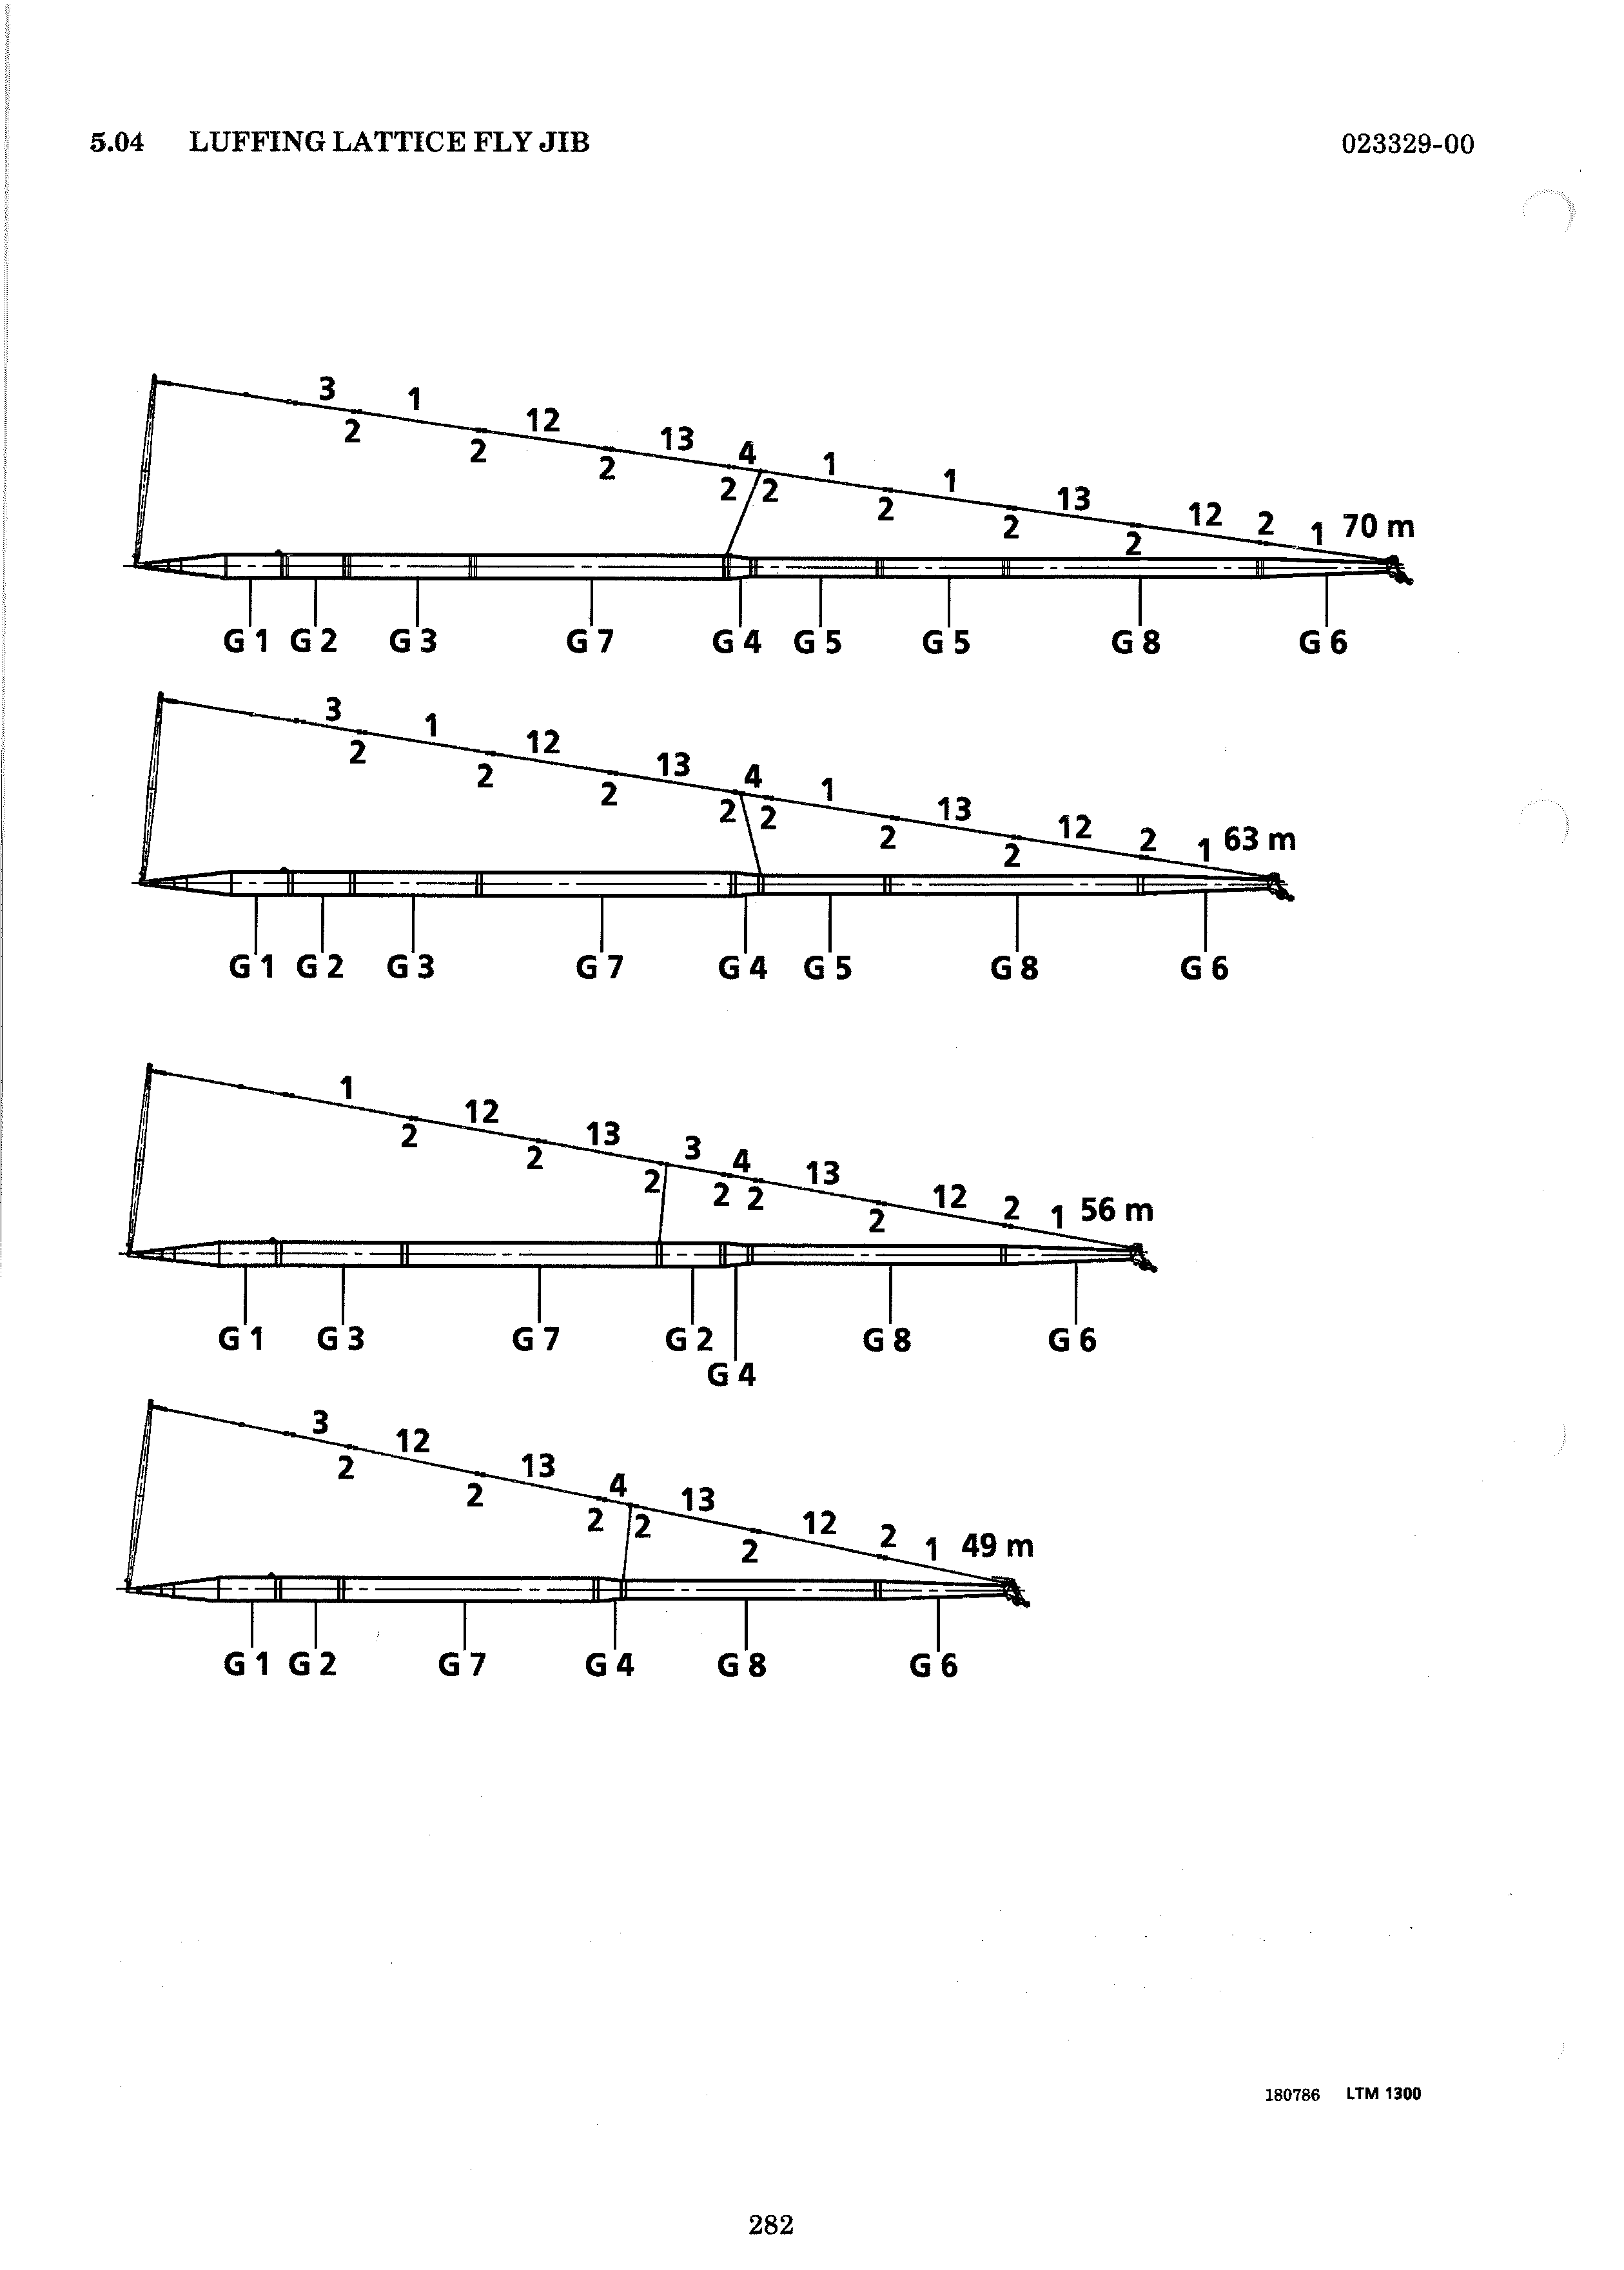 5.04 LUFFING LATTICE FLY JIB 023329-00
3 1 12 13 4 1 1 13 12 2 1 70 m
2 2 2 2 2 2 2 2
G 1 G 2 G 3 G 7 G 4 G 5 G 5 G 8 G 6
3 1 12 13 4 1 13 12 2 1 63 m
2 2 2 2 2 2 2
G 1 G 2 G 3 G 7 G 4 G 5 G 8 G 6
1 12 13 3 4 13 12 2 1 56 m
2 2 2 2 2 2
G 1 G 3 G 7 G 2 G 8 G 6
G 4
3 12 13 4 13 12 2 1 49 m
2 2 2 2 2
G 1 G 2 G 7 G 4 G 8 G 6
180786 LTM 1300
282